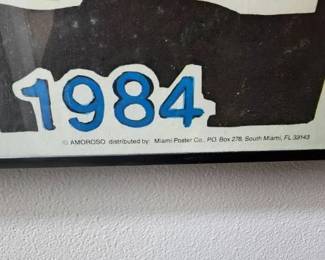 1984
© AMOROSO distributed by: Miami Poster Co., P.O. Box 278, South Miami, FL 33143